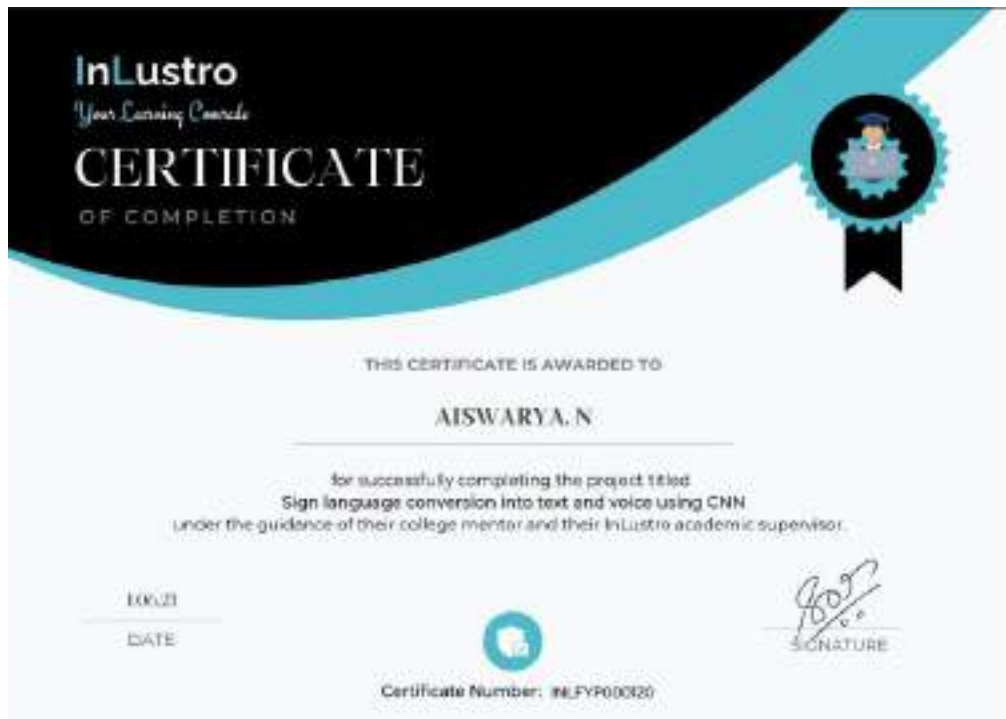 InLustro
Your Learning Comrade
CERTIFICATE
OF COMPLETION
THIS CERTIFICATE IS AWARDED TO
AISWARYA. N
for successfully completing the project titled
Sign language conversion into text and voice using CNN
under the guidance of their college mentor and their InLustro academic supervisor.
DATE
SIGNATURE
Certificate Number: INLFYP000120